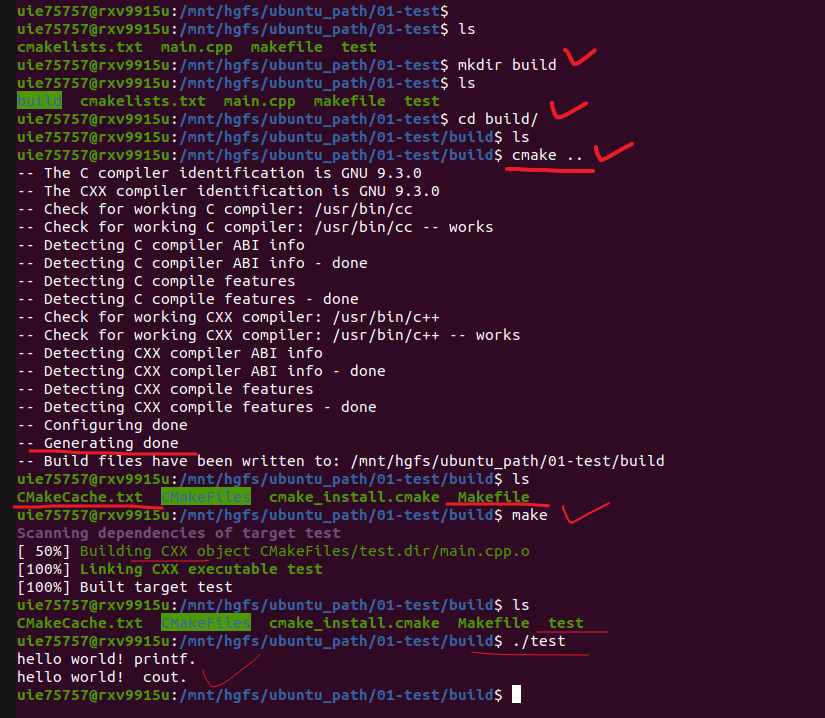 uie75757@rxv9915u:/mnt/hgfs/ubuntu_path/01-test$
uie75757@rxv9915u:/mnt/hgfs/ubuntu_path/01-test$ ls
cmakelists.txt  main.cpp  makefile  test
uie75757@rxv9915u:/mnt/hgfs/ubuntu_path/01-test$ mkdir build
uie75757@rxv9915u:/mnt/hgfs/ubuntu_path/01-test$ ls
build  cmakelists.txt  main.cpp  makefile  test
uie75757@rxv9915u:/mnt/hgfs/ubuntu_path/01-test$ cd build/
uie75757@rxv9915u:/mnt/hgfs/ubuntu_path/01-test/build$ ls
uie75757@rxv9915u:/mnt/hgfs/ubuntu_path/01-test/build$ cmake ..
-- The C compiler identification is GNU 9.3.0
-- The CXX compiler identification is GNU 9.3.0
-- Check for working C compiler: /usr/bin/cc
-- Check for working C compiler: /usr/bin/cc -- works
-- Detecting C compiler ABI info
-- Detecting C compiler ABI info - done
-- Detecting C compile features
-- Detecting C compile features - done
-- Check for working CXX compiler: /usr/bin/c++
-- Check for working CXX compiler: /usr/bin/c++ -- works
-- Detecting CXX compiler ABI info
-- Detecting CXX compiler ABI info - done
-- Detecting CXX compile features
-- Detecting CXX compile features - done
-- Configuring done
-- Generating done
-- Build files have been written to: /mnt/hgfs/ubuntu_path/01-test/build
uie75757@rxv9915u:/mnt/hgfs/ubuntu_path/01-test/build$ ls
CMakeCache.txt  CMakeFiles  cmake_install.cmake  Makefile
uie75757@rxv9915u:/mnt/hgfs/ubuntu_path/01-test/build$ make
Scanning dependencies of target test
[ 50%] Building CXX object CMakeFiles/test.dir/main.cpp.o
[100%] Linking CXX executable test
[100%] Built target test
uie75757@rxv9915u:/mnt/hgfs/ubuntu_path/01-test/build$ ls
CMakeCache.txt  CMakeFiles  cmake_install.cmake  Makefile  test
uie75757@rxv9915u:/mnt/hgfs/ubuntu_path/01-test/build$ ./test
hello world! printf.
hello world!  cout.
uie75757@rxv9915u:/mnt/hgfs/ubuntu_path/01-test/build$